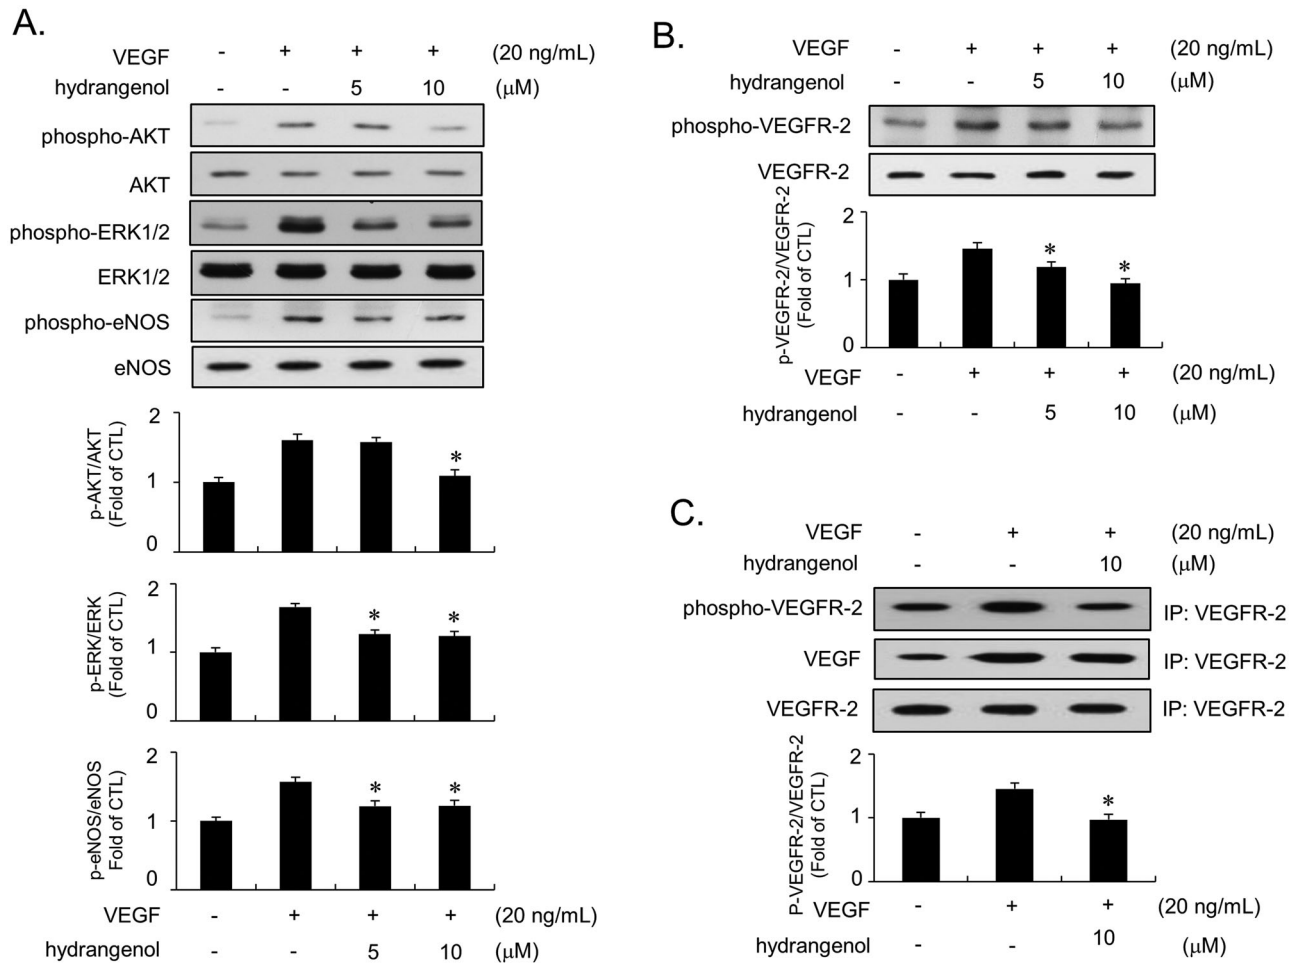 A.
VEGF - + + + (20 ng/mL)
hydrangenol - - 5 10 (μM)
phospho-AKT
AKT
phospho-ERK1/2
ERK1/2
phospho-eNOS
eNOS
p-AKT/AKT
(Fold of CTL)
2
1
0
*
p-ERK/ERK
(Fold of CTL)
2
1
0
* *
p-eNOS/eNOS
Fold of CTL)
2
1
0
* *
VEGF - + + + (20 ng/mL)
hydrangenol - - 5 10 (μM)
B.
VEGF - + + + (20 ng/mL)
hydrangenol - - 5 10 (μM)
phospho-VEGFR-2
VEGFR-2
p-VEGFR-2/VEGFR-2
(Fold of CTL)
2
1
0
* *
VEGF - + + + (20 ng/mL)
hydrangenol - - 5 10 (μM)
C.
VEGF - + + (20 ng/mL)
hydrangenol - - 10 (μM)
phospho-VEGFR-2 IP: VEGFR-2
VEGF IP: VEGFR-2
VEGFR-2 IP: VEGFR-2
P-VEGFR-2/VEGFR-2
(Fold of CTL)
2
1
0
*
VEGF - + + (20 ng/mL)
hydrangenol - - 10 (μM)